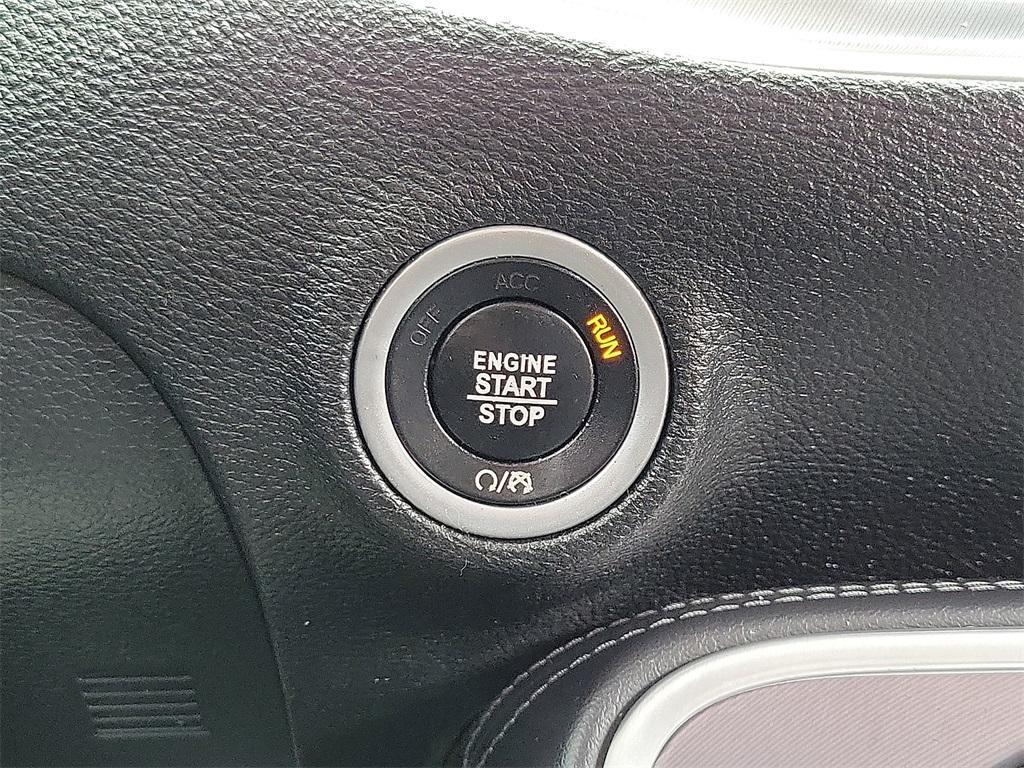 ACC
OFF
RUN
ENGINE
START
STOP